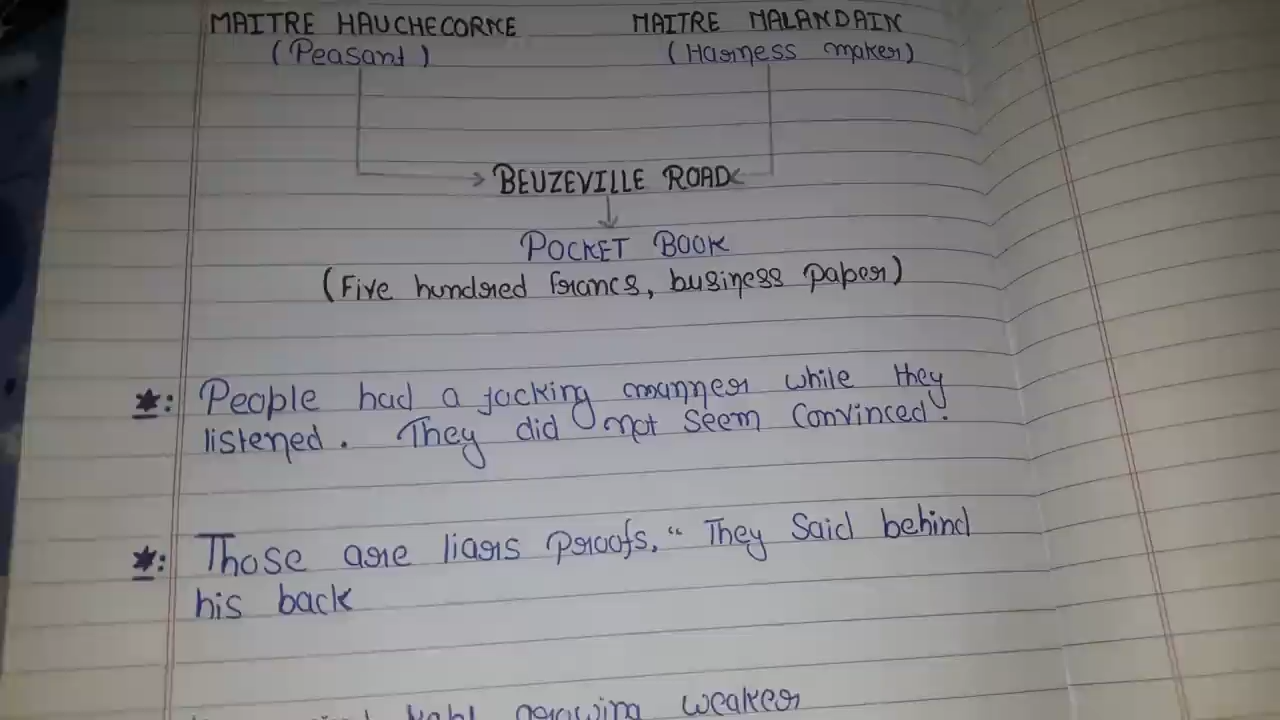 MAITRE HAUCHECORNE MAITRE MALANDAIN
(Peasant) (Harness maker)
BEUZEVILLE ROAD
POCKET BOOK
(Five hundred francs, business paper)
*: People had a jocking manner while they
listened. They did not seem convinced.
*: Those are liars proofs," They said behind
his back
growing weaker